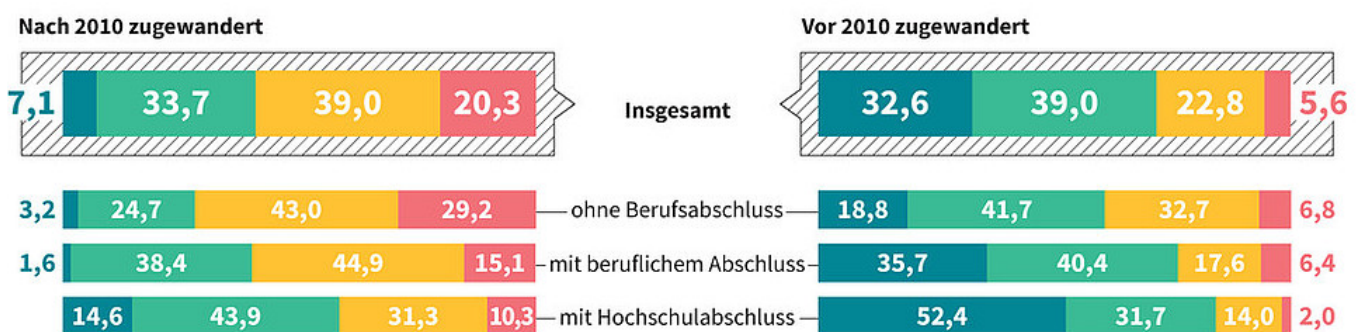 Nach 2010 zugewandert
Vor 2010 zugewandert
7,1 33,7 39,0 20,3 Insgesamt 32,6 39,0 22,8 5,6
3,2 24,7 43,0 29,2 ohne Berufsabschluss 18,8 41,7 32,7 6,8
1,6 38,4 44,9 15,1 mit beruflichem Abschluss 35,7 40,4 17,6 6,4
14,6 43,9 31,3 10,3 mit Hochschulabschluss 52,4 31,7 14,0 2,0